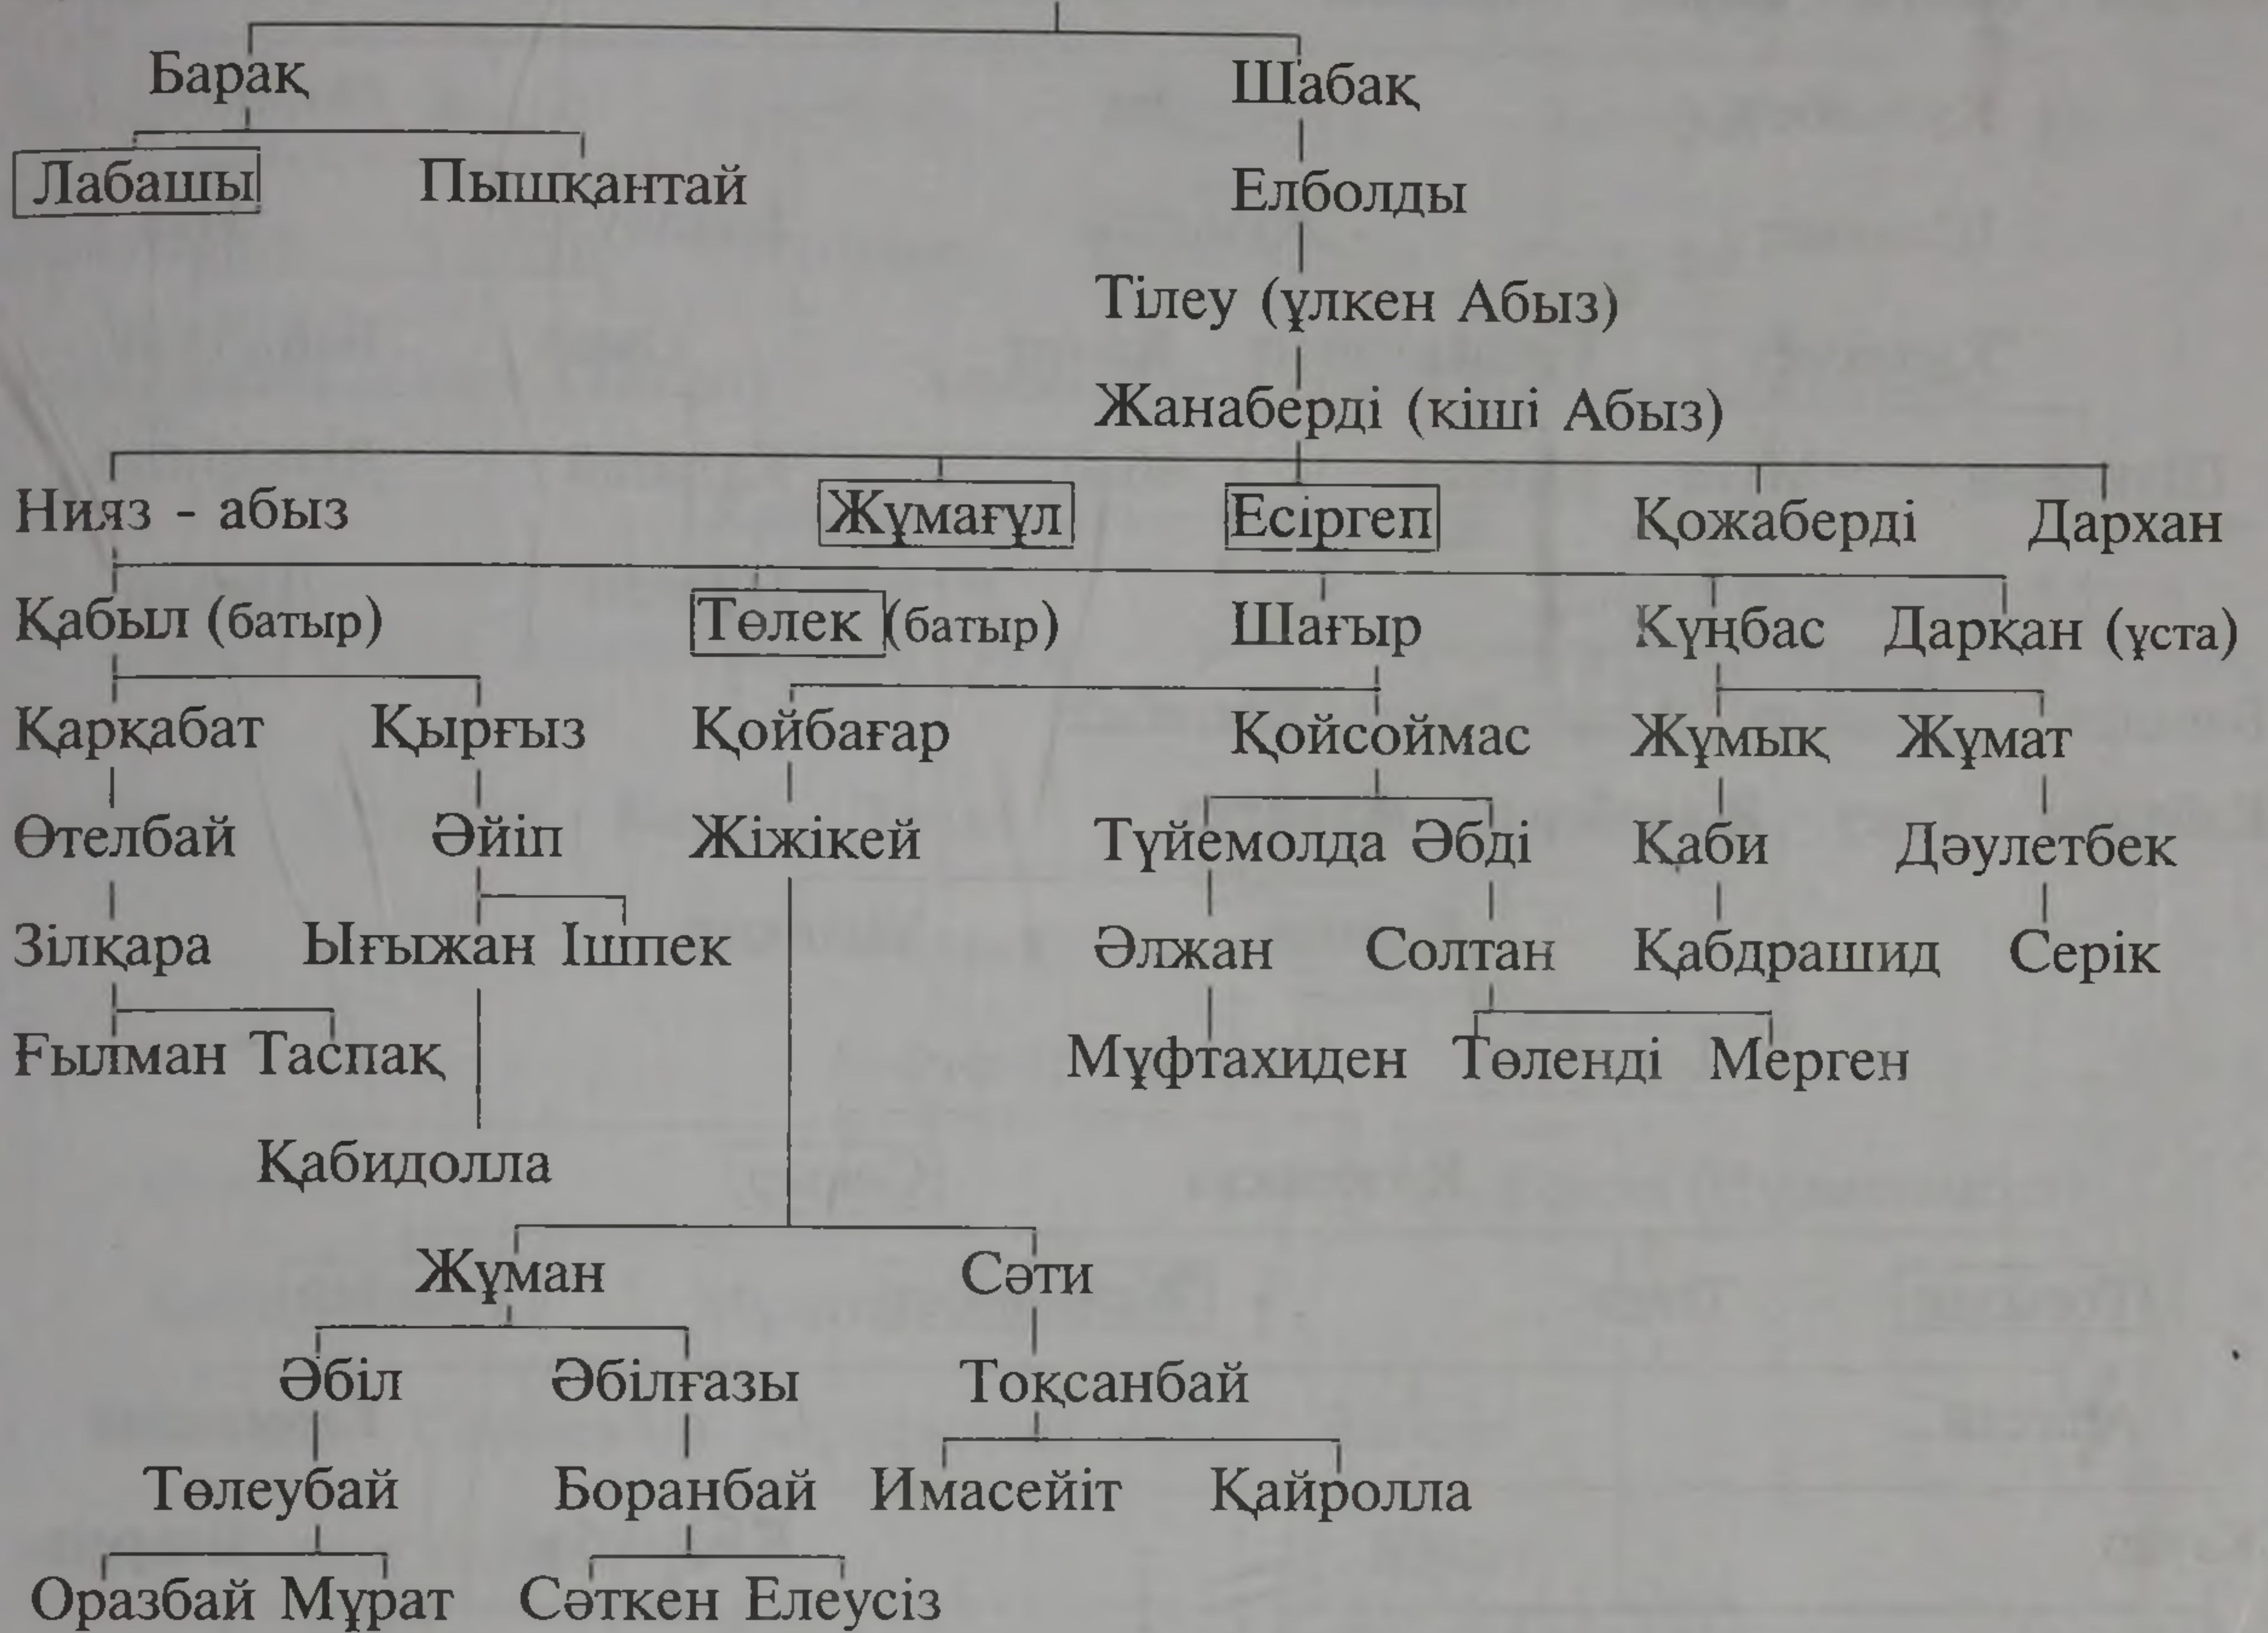 Барақ Шабақ
Лабашы Пышқантай Елболды
Тілеу (ұлкен Абыз)
Жанаберді (кіші Абыз)
Нияз - абыз Жұмағұл Есіргеп Қожаберді Дархан
Қабыл (батыр) Төлек (батыр) Шағыр Күңбас Дарқан (ұста)
Қарқабат Қырғыз Қойбағар Қойсоймас Жұмық Жұмат
Өтелбай Әйіп Жіжікей Түйемолда Әбді Қаби Дәулетбек
Зілқара Ығыжан Ішпек Әлжан Солтан Қабдрашид Серік
Ғылман Таспақ Мұфтахиден Төленді Мерген
Қабидолла
Жұман Сәти
Әбіл Әбілғазы Тоқсанбай
Төлеубай Боранбай Имасейіт Қайролла
Оразбай Мұрат Сәткен Елеусіз